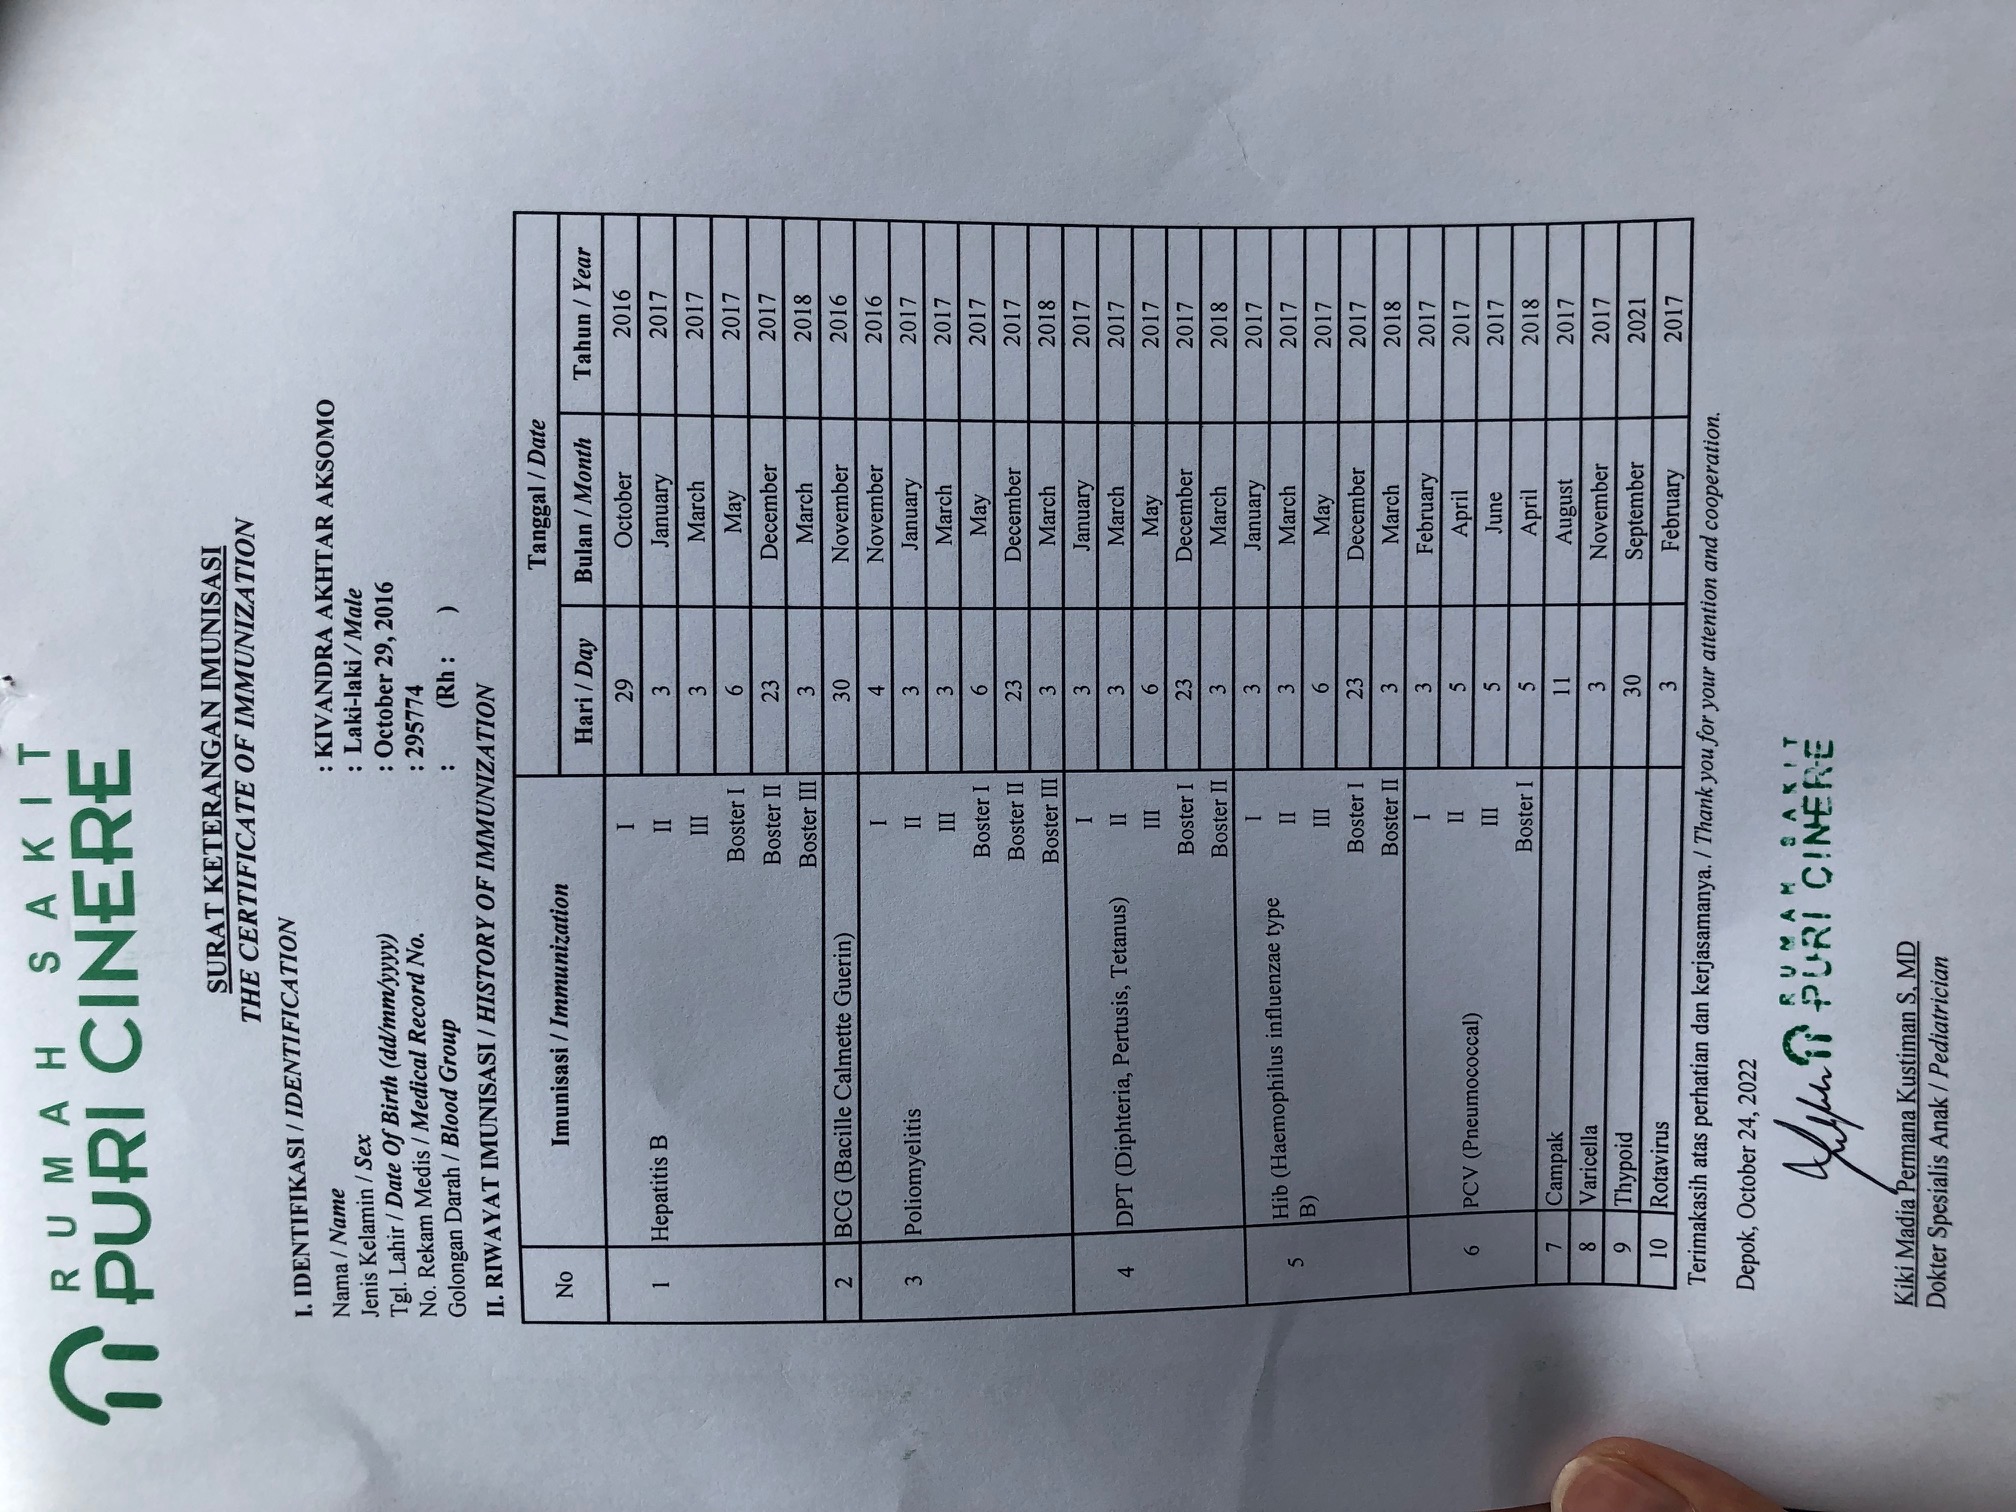 RUMAH SAKIT
PURI CINERE
SURAT KETERANGAN IMUNISASI
THE CERTIFICATE OF IMMUNIZATION
I. IDENTIFIKASI / IDENTIFICATION
Nama / Name : KIVANDRA AKHTAR AKSOMO
Jenis Kelamin / Sex : Laki-laki / Male
Tgl. Lahir / Date Of Birth (dd/mm/yyyy) : October 29, 2016
No. Rekam Medis / Medical Record No. : 295774
Golongan Darah / Blood Group : (Rh : )
II. RIWAYAT IMUNISASI / HISTORY OF IMMUNIZATION
No Imunisasi / Immunization Tanggal / Date
Hari / Day Bulan / Month Tahun / Year
I 29 October 2016
1 Hepatitis B II 3 January 2017
III 3 March 2017
Boster I 6 May 2017
Boster II 23 December 2017
Boster III 3 March 2018
2 BCG (Bacille Calmette Guerin) 30 November 2016
I 4 November 2016
3 Poliomyelitis II 3 January 2017
III 3 March 2017
Boster I 6 May 2017
Boster II 23 December 2017
Boster III 3 March 2018
I 3 January 2017
4 DPT (Diphteria, Pertusis, Tetanus) II 3 March 2017
III 6 May 2017
Boster I 23 December 2017
Boster II 3 March 2018
I 3 January 2017
5 Hib (Haemophilus influenzae type II 3 March 2017
B) III 6 May 2017
Boster I 23 December 2017
Boster II 3 March 2018
I 3 February 2017
6 PCV (Pneumococcal) II 5 April 2017
III 5 June 2017
Boster I 5 April 2018
7 Campak 11 August 2017
8 Varicella 3 November 2017
9 Thypoid 30 September 2021
10 Rotavirus 3 February 2017
Terimakasih atas perhatian dan kerjasamanya. / Thank you for your attention and cooperation.
Depok, October 24, 2022
RUMAH SAKIT
PURI CINERE
Kiki Madia Permana Kustiman S, MD
Dokter Spesialis Anak / Pediatrician